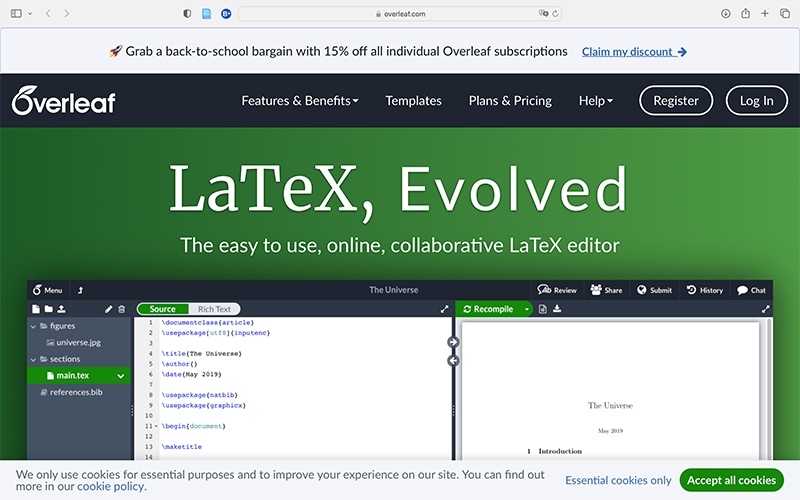 overleaf.com
🚀 Grab a back-to-school bargain with 15% off all individual Overleaf subscriptions Claim my discount →
Overleaf Features & Benefits Templates Plans & Pricing Help Register Log In
LaTeX, Evolved
The easy to use, online, collaborative LaTeX editor
Menu The Universe Review Share Submit History Chat
Source Rich Text Recompile
figures
universe.jpg
sections
main.tex
references.bib
1 \documentclass{article}
2 \usepackage[utf8]{inputenc}
3
4 \title{The Universe}
5 \author{}
6 \date{May 2019}
7
8 \usepackage{natbib}
9 \usepackage{graphicx}
10
11 \begin{document}
12
13 \maketitle
The Universe
May 2019
1 Introduction
We only use cookies for essential purposes and to improve your experience on our site. You can find out
more in our cookie policy.
Essential cookies only Accept all cookies